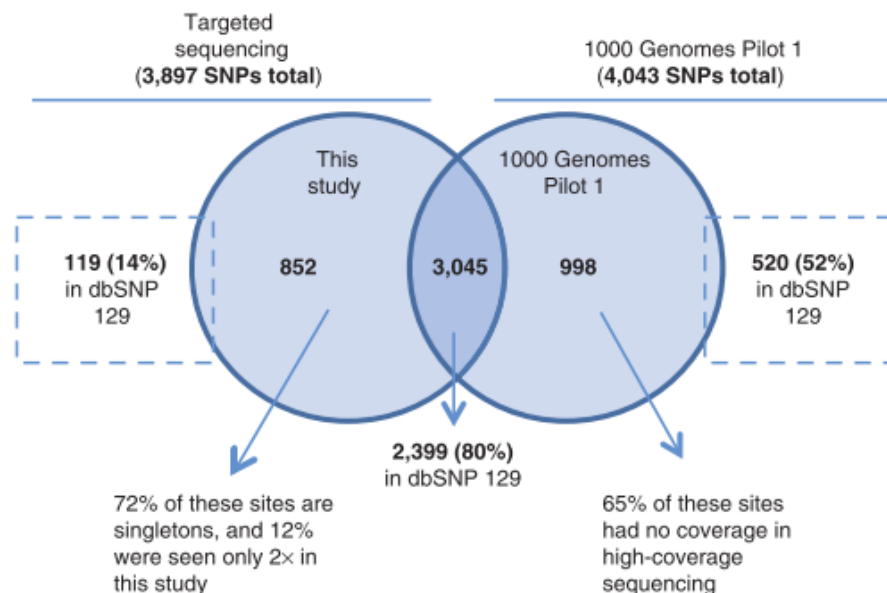 Targeted
sequencing
(3,897 SNPs total)
1000 Genomes Pilot 1
(4,043 SNPs total)
This
study
1000 Genomes
Pilot 1
119 (14%)
in dbSNP
129
852
3,045
998
520 (52%)
in dbSNP
129
2,399 (80%)
in dbSNP 129
72% of these sites are
singletons, and 12%
were seen only 2× in
this study
65% of these sites
had no coverage in
high-coverage
sequencing